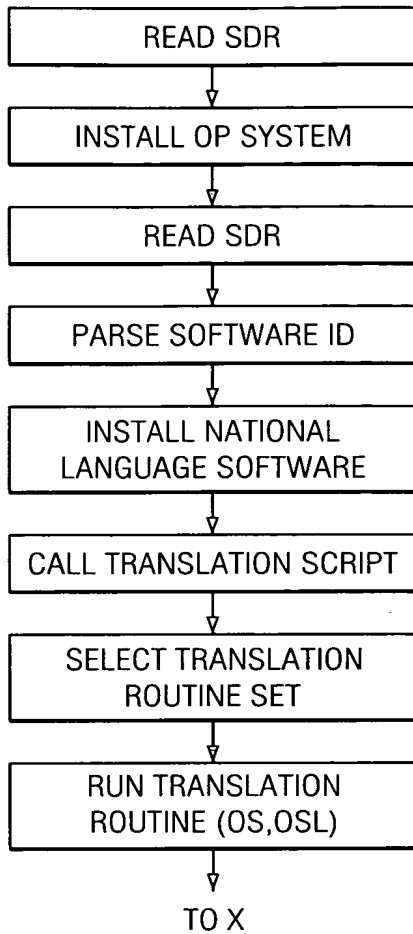 READ SDR
INSTALL OP SYSTEM
READ SDR
PARSE SOFTWARE ID
INSTALL NATIONAL
LANGUAGE SOFTWARE
CALL TRANSLATION SCRIPT
SELECT TRANSLATION
ROUTINE SET
RUN TRANSLATION
ROUTINE (OS,OSL)
TO X